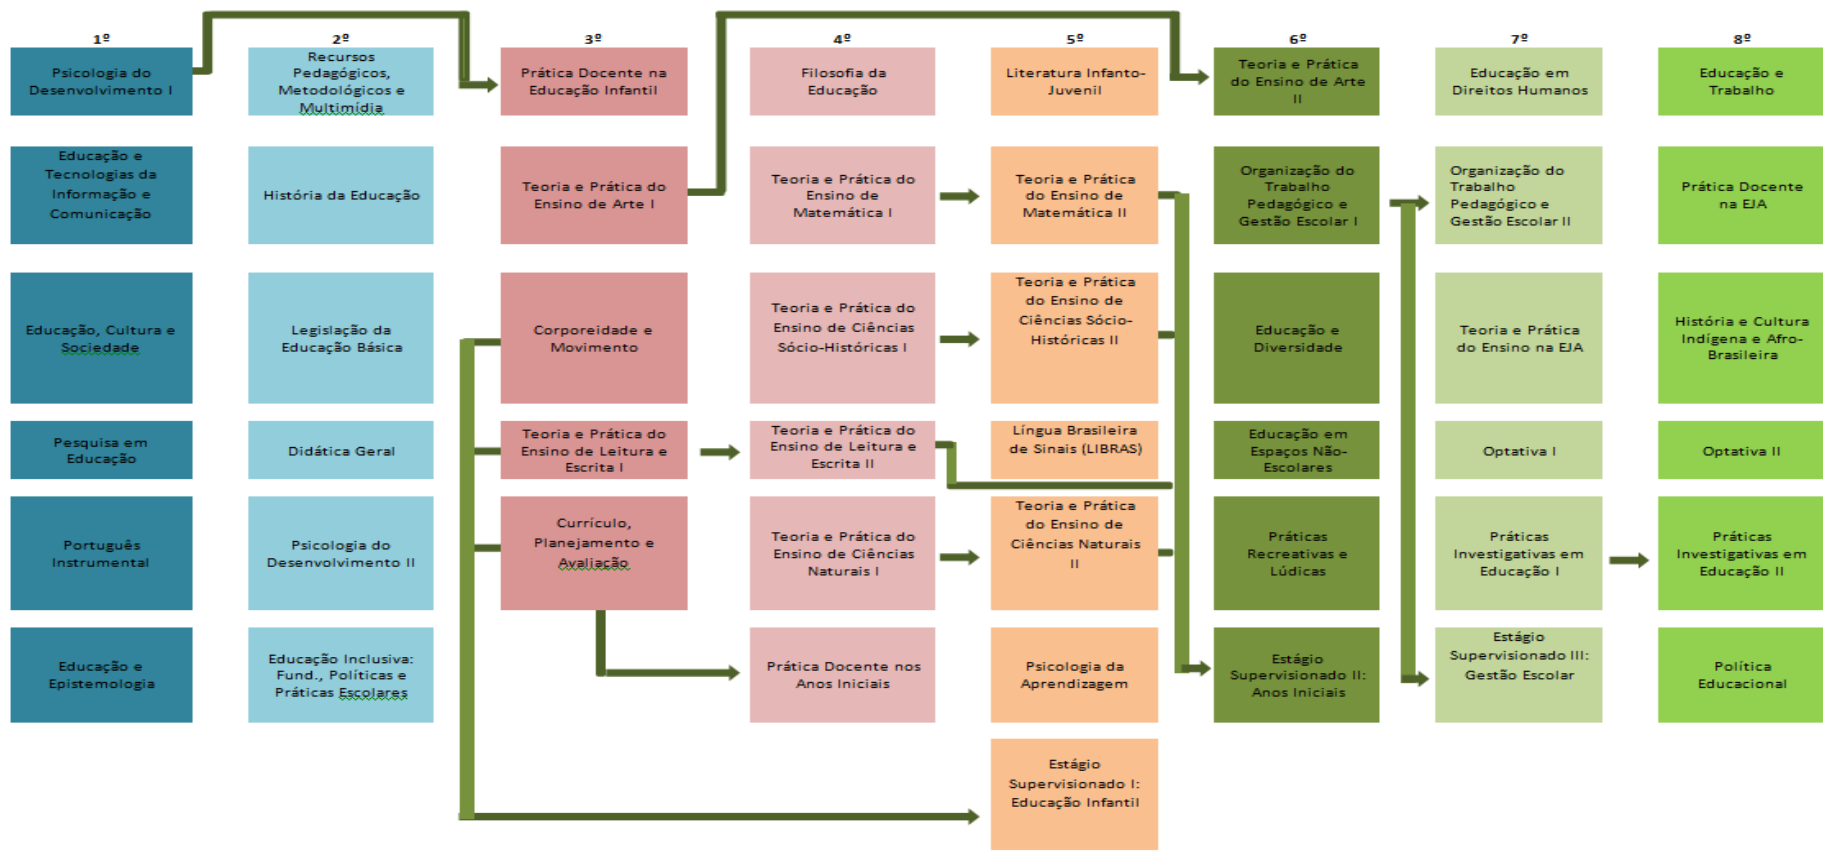 1º
2º
3º
4º
5º
6º
7º
8º
Psicologia do
Desenvolvimento I
Recursos
Pedagógicos,
Metodológicos e
Multimídia
Prática Docente na
Educação Infantil
Filosofia da
Educação
Literatura Infanto-
Juvenil
Teoria e Prática
do Ensino de Arte
II
Educação em
Direitos Humanos
Educação e
Trabalho
Educação e
Tecnologias da
Informação e
Comunicação
História da Educação
Teoria e Prática do
Ensino de Arte I
Teoria e Prática do
Ensino de
Matemática I
Teoria e Prática
do Ensino de
Matemática II
Organização do
Trabalho
Pedagógico e
Gestão Escolar I
Organização do
Trabalho
Pedagógico e
Gestão Escolar II
Prática Docente
na EJA
Educação, Cultura e
Sociedade
Legislação da
Educação Básica
Corporeidade e
Movimento
Teoria e Prática do
Ensino de Ciências
Sócio-Históricas I
Teoria e Prática
do Ensino de
Ciências Sócio-
Históricas II
Educação e
Diversidade
Teoria e Prática
do Ensino na EJA
História e Cultura
Indígena e Afro-
Brasileira
Pesquisa em
Educação
Didática Geral
Teoria e Prática do
Ensino de Leitura e
Escrita I
Teoria e Prática do
Ensino de Leitura e
Escrita II
Língua Brasileira
de Sinais (LIBRAS)
Educação em
Espaços Não-
Escolares
Optativa I
Optativa II
Português
Instrumental
Psicologia do
Desenvolvimento II
Currículo,
Planejamento e
Avaliação
Teoria e Prática do
Ensino de Ciências
Naturais I
Teoria e Prática
do Ensino de
Ciências Naturais
II
Práticas
Recreativas e
Lúdicas
Práticas
Investigativas em
Educação I
Práticas
Investigativas em
Educação II
Educação e
Epistemologia
Educação Inclusiva:
Fund., Políticas e
Práticas Escolares
Prática Docente nos
Anos Iniciais
Psicologia da
Aprendizagem
Estágio
Supervisionado II:
Anos Iniciais
Estágio
Supervisionado III:
Gestão Escolar
Política
Educacional
Estágio
Supervisionado I:
Educação Infantil